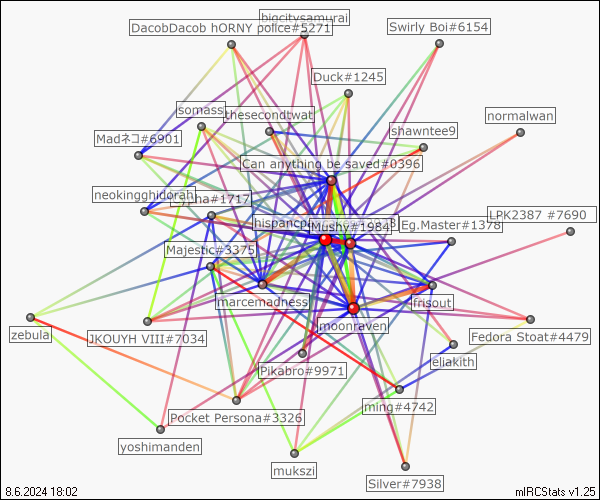 DacobDacob hORNY police#5271
bigcitysamurai
Swirly Boi#6154
Duck#1245
somass
thesecondtwat
normalwan
shawntee9
Madネコ#6901
Can anything be saved#0396
neokingghidorah
#1717
LPK2387 #7690
hispancp
Mushy#1984
Eg.Master#1378
Majestic#3375
marcemadness
frisout
moonraven
zebula
JKOUYH VIII#7034
Fedora Stoat#4479
eliakith
Pikabro#9971
ming#4742
Pocket Persona#3326
yoshimanden
mukszi
Silver#7938
8.6.2024 18:02
mIRCStats v1.25